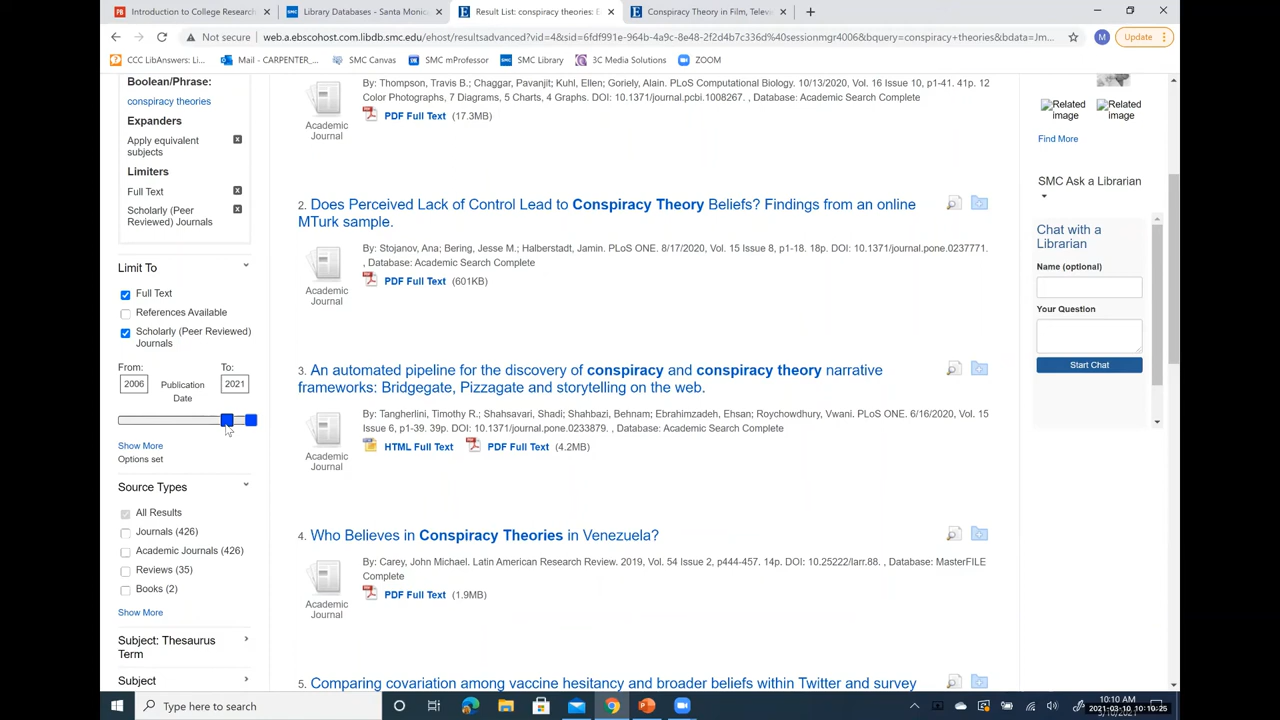 Introduction to College Research
Library Databases - Santa Monica
Result List: conspiracy theories: E
Conspiracy Theory in Film, Telev
Not secure web.a.ebscohost.com.libdb.smc.edu/ehost/resultsadvanced?vid=4&sid=6fdf991e-964b-4a9c-8e48-2f2d4b7c336d%40sessionmgr4006&bquery=conspiracy+theories&bdata=Jm...
M
Update
CCC LibAnswers: Li...
Mail - CARPENTER_...
SMC Canvas
SMC mProfessor
SMC Library
3C Media Solutions
ZOOM
Boolean/Phrase:
conspiracy theories
Expanders
Apply equivalent
subjects
Limiters
Full Text
Scholarly (Peer
Reviewed) Journals
Limit To
Full Text
References Available
Scholarly (Peer Reviewed)
Journals
From:
To:
2006
Publication
Date
2021
Show More
Options set
Source Types
All Results
Journals (426)
Academic Journals (426)
Reviews (35)
Books (2)
Show More
Subject: Thesaurus
Term
Subject
By: Thompson, Travis B.; Chaggar, Pavanjit; Kuhl, Ellen; Goriely, Alain. PLoS Computational Biology. 10/13/2020, Vol. 16 Issue 10, p1-41. 41p. 12
Color Photographs, 7 Diagrams, 5 Charts, 4 Graphs. DOI: 10.1371/journal.pcbi.1008267. , Database: Academic Search Complete
Academic
Journal
PDF Full Text (17.3MB)
2. Does Perceived Lack of Control Lead to Conspiracy Theory Beliefs? Findings from an online
MTurk sample.
By: Stojanov, Ana; Bering, Jesse M.; Halberstadt, Jamin. PLoS ONE. 8/17/2020, Vol. 15 Issue 8, p1-18. 18p. DOI: 10.1371/journal.pone.0237771.
, Database: Academic Search Complete
Academic
Journal
PDF Full Text (601KB)
3. An automated pipeline for the discovery of conspiracy and conspiracy theory narrative
frameworks: Bridgegate, Pizzagate and storytelling on the web.
By: Tangherlini, Timothy R.; Shahsavari, Shadi; Shahbazi, Behnam; Ebrahimzadeh, Ehsan; Roychowdhury, Vwani. PLoS ONE. 6/16/2020, Vol. 15
Issue 6, p1-39. 39p. DOI: 10.1371/journal.pone.0233879. , Database: Academic Search Complete
Academic
Journal
HTML Full Text PDF Full Text (4.2MB)
4. Who Believes in Conspiracy Theories in Venezuela?
By: Carey, John Michael. Latin American Research Review. 2019, Vol. 54 Issue 2, p444-457. 14p. DOI: 10.25222/larr.88. , Database: MasterFILE
Complete
Academic
Journal
PDF Full Text (1.9MB)
5. Comparing covariation among vaccine hesitancy and broader beliefs within Twitter and survey
Related
image
Related
image
Find More
SMC Ask a Librarian
Chat with a
Librarian
Name (optional)
Your Question
Start Chat
Type here to search
10:10 AM
2021-03-10 10:10:25